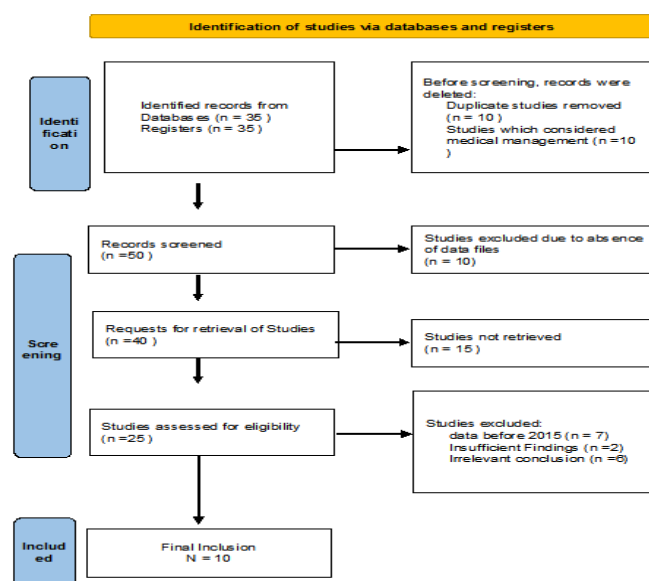 Identification of studies via databases and registers
Identi
ficati
on
Identified records from
Databases (n = 35 )
Registers (n = 35 )
Before screening, records were
deleted:
Duplicate studies removed
(n = 10 )
Studies which considered
medical management (n =10
)
Scre
ening
Records screened
(n =50 )
Studies excluded due to absence
of data files
(n = 10)
Requests for retrieval of Studies
(n =40 )
Studies not retrieved
(n = 15 )
Studies assessed for eligibility
(n =25 )
Studies excluded:
data before 2015 (n = 7)
Insufficient Findings (n =2)
Irrelevant conclusion (n =6)
Includ
ed
Final Inclusion
N = 10